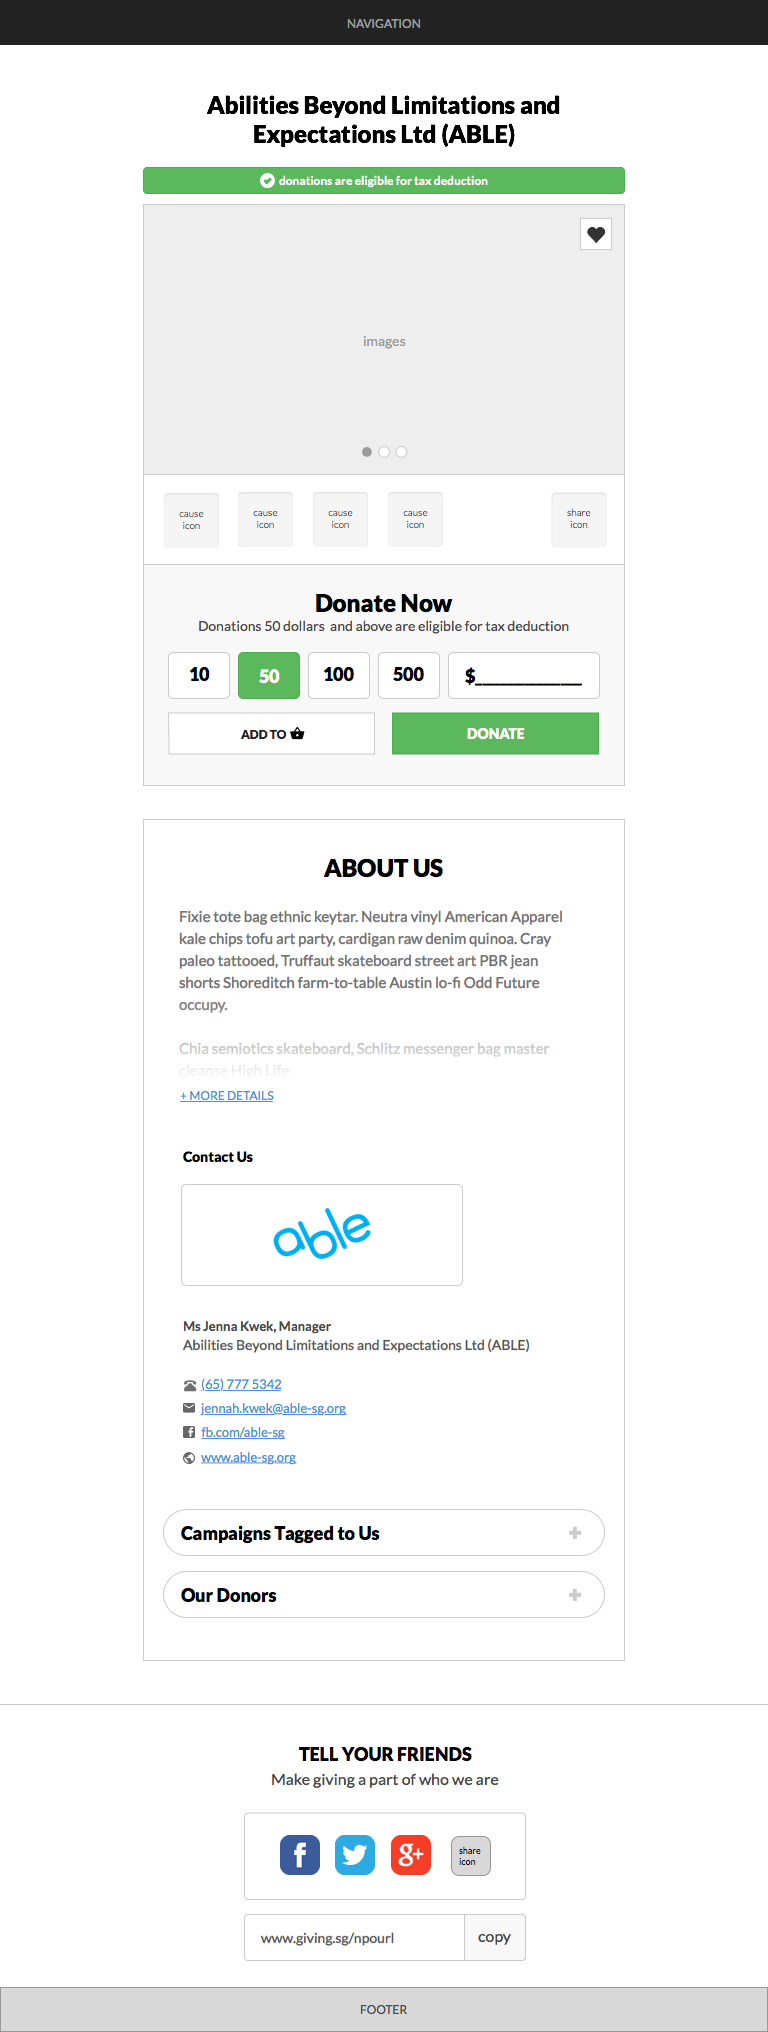 NAVIGATION
Abilities Beyond Limitations and
Expectations Ltd (ABLE)
donations are eligible for tax deduction
images
cause
icon
cause
icon
cause
icon
cause
icon
share
icon
Donate Now
Donations 50 dollars and above are eligible for tax deduction
10 50 100 500 $____________
ADD TO DONATE
ABOUT US
Fixie tote bag ethnic keytar. Neutra vinyl American Apparel
kale chips tofu art party, cardigan raw denim quinoa. Cray
paleo tattooed, Truffaut skateboard street art PBR jean
shorts Shoreditch farm-to-table Austin lo-fi Odd Future
occupy.
Chia semiotics skateboard, Schlitz messenger bag master
cleanse High Life
+ MORE DETAILS
Contact Us
able
Ms Jenna Kwek, Manager
Abilities Beyond Limitations and Expectations Ltd (ABLE)
(65) 777 5342
jennah.kwek@able-sg.org
fb.com/able-sg
www.able-sg.org
Campaigns Tagged to Us
Our Donors
TELL YOUR FRIENDS
Make giving a part of who we are
share
icon
www.giving.sg/npourl copy
FOOTER